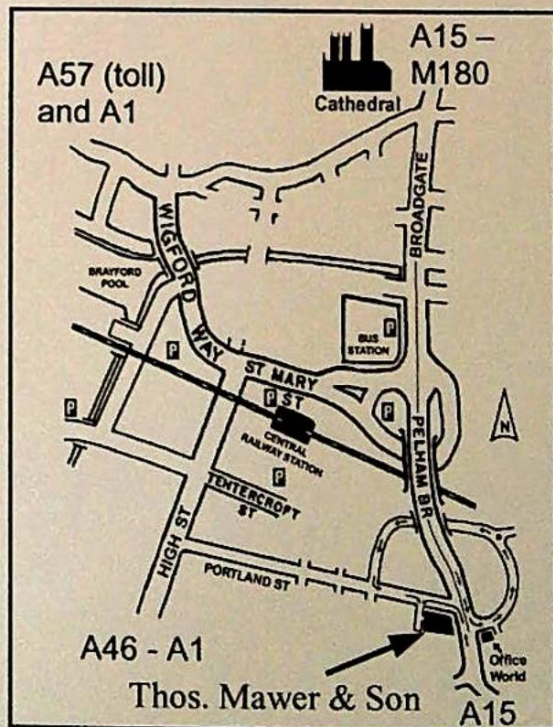 A57 (toll)
and A1
Cathedral
A15 –
M180
WIGFORD
WAY
BROADGATE
BRAYFORD
POOL
P
BUS
STATION
P
ST MARY
ST
P
P
P
CENTRAL
RAILWAY STATION
P
N
PELHAM BR
TENTERCROFT
ST
HIGH ST
PORTLAND ST
A46 - A1
Office
World
Thos. Mawer & Son
A15